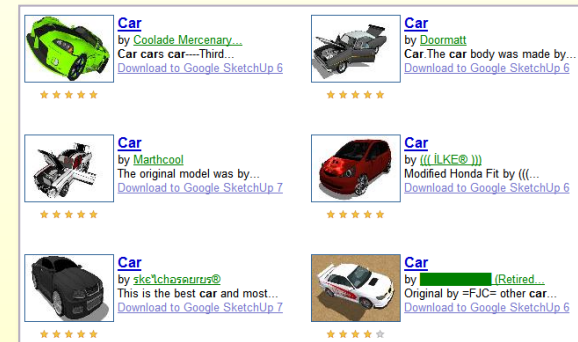 Car
by Coolade Mercenary...
Car cars car----Third...
Download to Google SketchUp 6
Car
by Doormatt
Car.The car body was made by...
Download to Google SketchUp 6
Car
by Marthcool
The original model was by...
Download to Google SketchUp 7
Car
by ((( İLKE® )))
Modified Honda Fit by (((...
Download to Google SketchUp 6
Car
by
This is the best car and most...
Download to Google SketchUp 7
Car
by (Retired...
Original by =FJC= other car...
Download to Google SketchUp 6